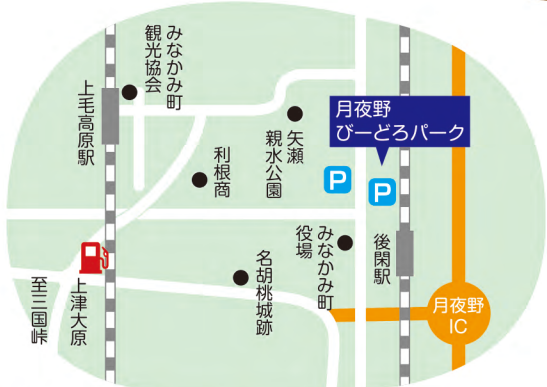 みなかみ町
観光協会
上毛高原駅
矢瀬
親水公園
利根商
月夜野
びーどろパーク
P
P
みなかみ町
役場
後閑駅
名胡桃城跡
上津大原
至三国峠
月夜野
IC